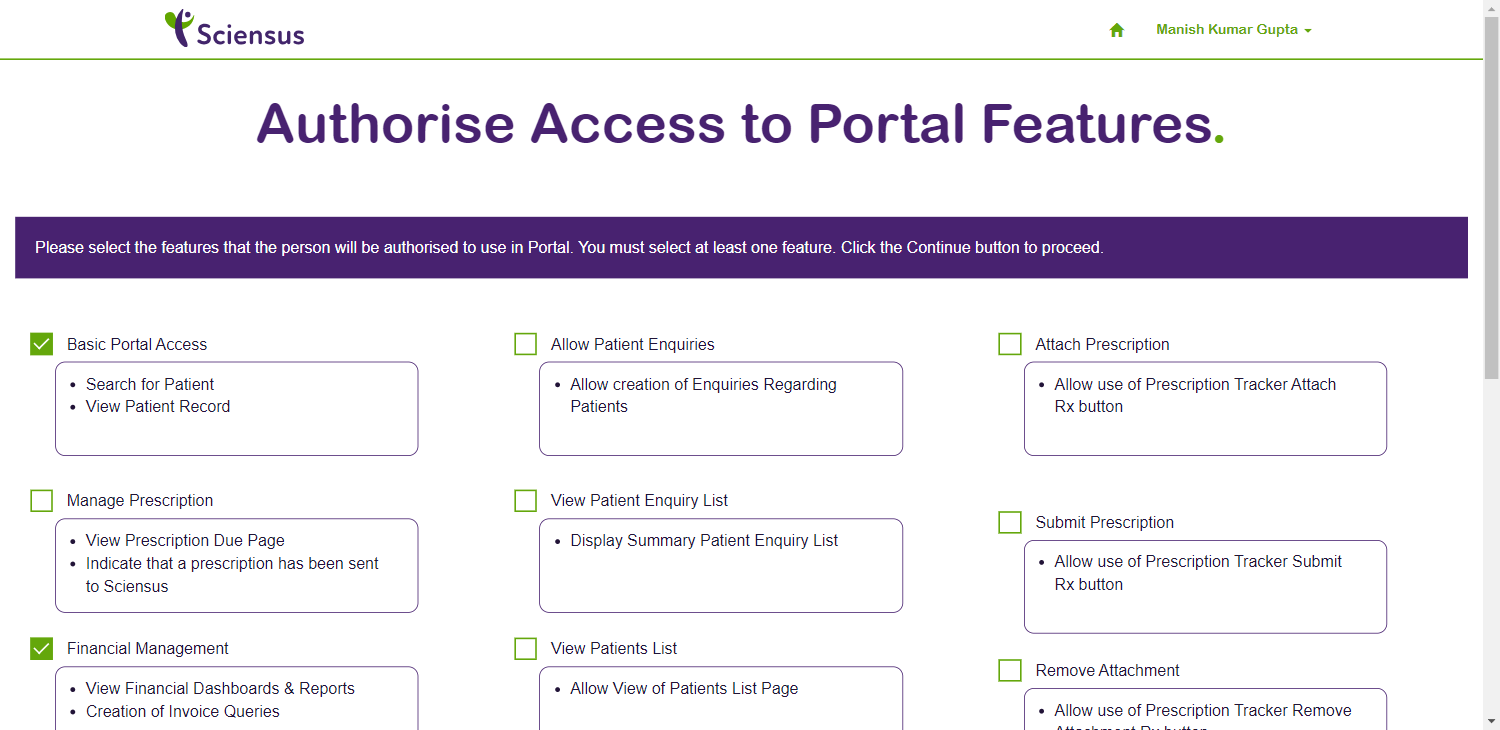 Sciensus
Manish Kumar Gupta
Authorise Access to Portal Features.
Please select the features that the person will be authorised to use in Portal. You must select at least one feature. Click the Continue button to proceed.
Basic Portal Access
• Search for Patient
• View Patient Record
Manage Prescription
• View Prescription Due Page
• Indicate that a prescription has been sent
to Sciensus
Financial Management
• View Financial Dashboards & Reports
• Creation of Invoice Queries
Allow Patient Enquiries
• Allow creation of Enquiries Regarding
Patients
View Patient Enquiry List
• Display Summary Patient Enquiry List
View Patients List
• Allow View of Patients List Page
Attach Prescription
• Allow use of Prescription Tracker Attach
Rx button
Submit Prescription
• Allow use of Prescription Tracker Submit
Rx button
Remove Attachment
• Allow use of Prescription Tracker Remove
Attachment Rx button